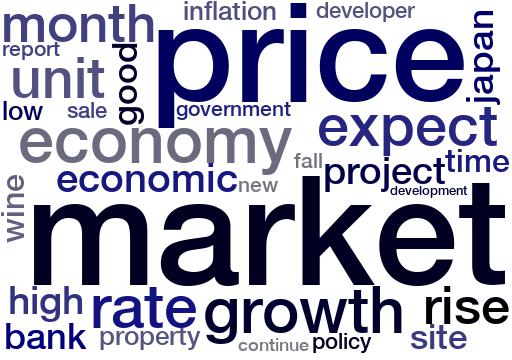 inflation developer
month price japan
report
unit good
low sale government
economy expect
fall project time
economic new development
wine market
high rate growth rise
bank property continue policy site